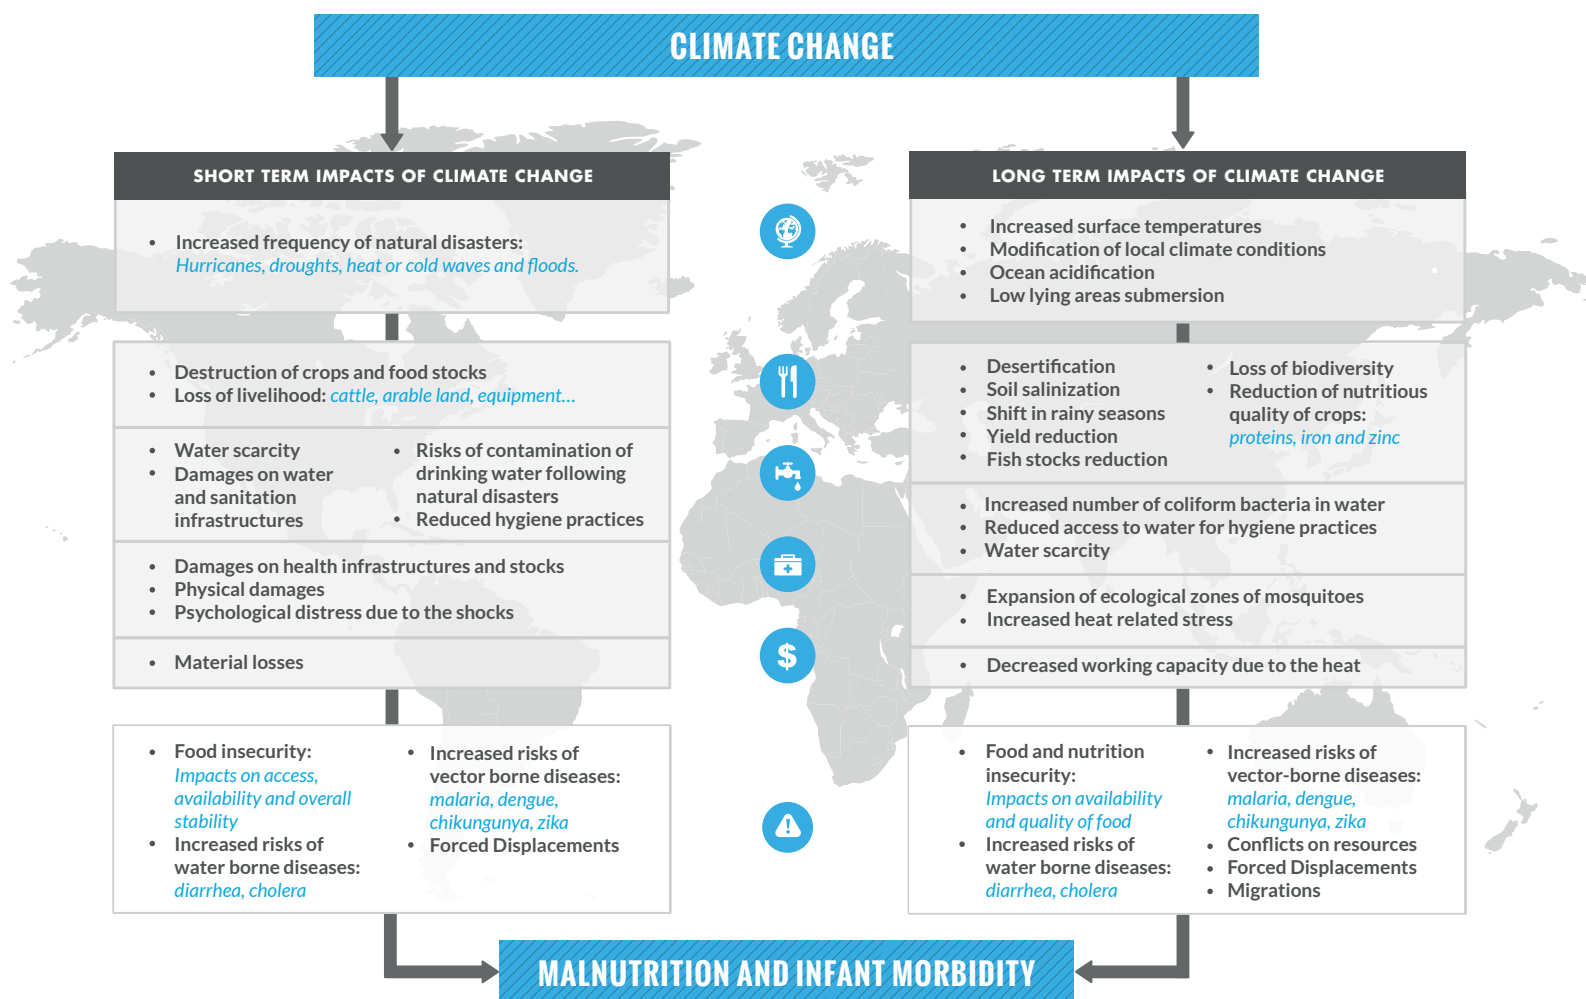 CLIMATE CHANGE
SHORT TERM IMPACTS OF CLIMATE CHANGE
• Increased frequency of natural disasters:
Hurricanes, droughts, heat or cold waves and floods.
• Destruction of crops and food stocks
• Loss of livelihood: cattle, arable land, equipment...
• Water scarcity
• Damages on water
and sanitation
infrastructures
• Risks of contamination of
drinking water following
natural disasters
• Reduced hygiene practices
• Damages on health infrastructures and stocks
• Physical damages
• Psychological distress due to the shocks
• Material losses
• Food insecurity:
Impacts on access,
availability and overall
stability
• Increased risks of
water borne diseases:
diarrhea, cholera
• Increased risks of
vector borne diseases:
malaria, dengue,
chikungunya, zika
• Forced Displacements
$
!
LONG TERM IMPACTS OF CLIMATE CHANGE
• Increased surface temperatures
• Modification of local climate conditions
• Ocean acidification
• Low lying areas submersion
• Desertification
• Soil salinization
• Shift in rainy seasons
• Yield reduction
• Fish stocks reduction
• Loss of biodiversity
• Reduction of nutritious
quality of crops:
proteins, iron and zinc
• Increased number of coliform bacteria in water
• Reduced access to water for hygiene practices
• Water scarcity
• Expansion of ecological zones of mosquitoes
• Increased heat related stress
• Decreased working capacity due to the heat
• Food and nutrition
insecurity:
Impacts on availability
and quality of food
• Increased risks of
water borne diseases:
diarrhea, cholera
• Increased risks of
vector-borne diseases:
malaria, dengue,
chikungunya, zika
• Conflicts on resources
• Forced Displacements
• Migrations
MALNUTRITION AND INFANT MORBIDITY